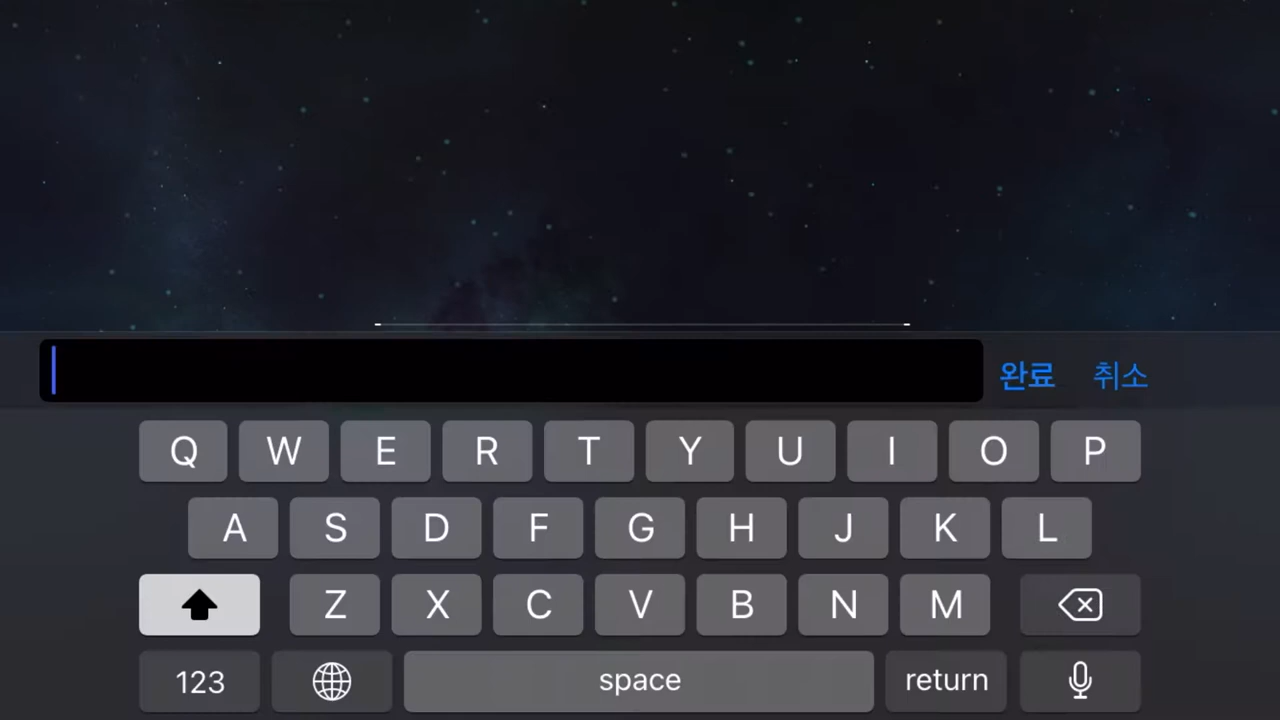 완료 취소
Q W E R T Y U I O P
A S D F G H J K L
Z X C V B N M
123 space return